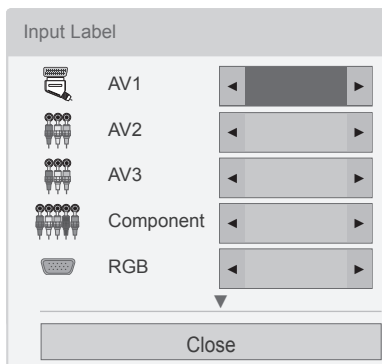 Input Label
AV1
AV2
AV3
Component
RGB
Close